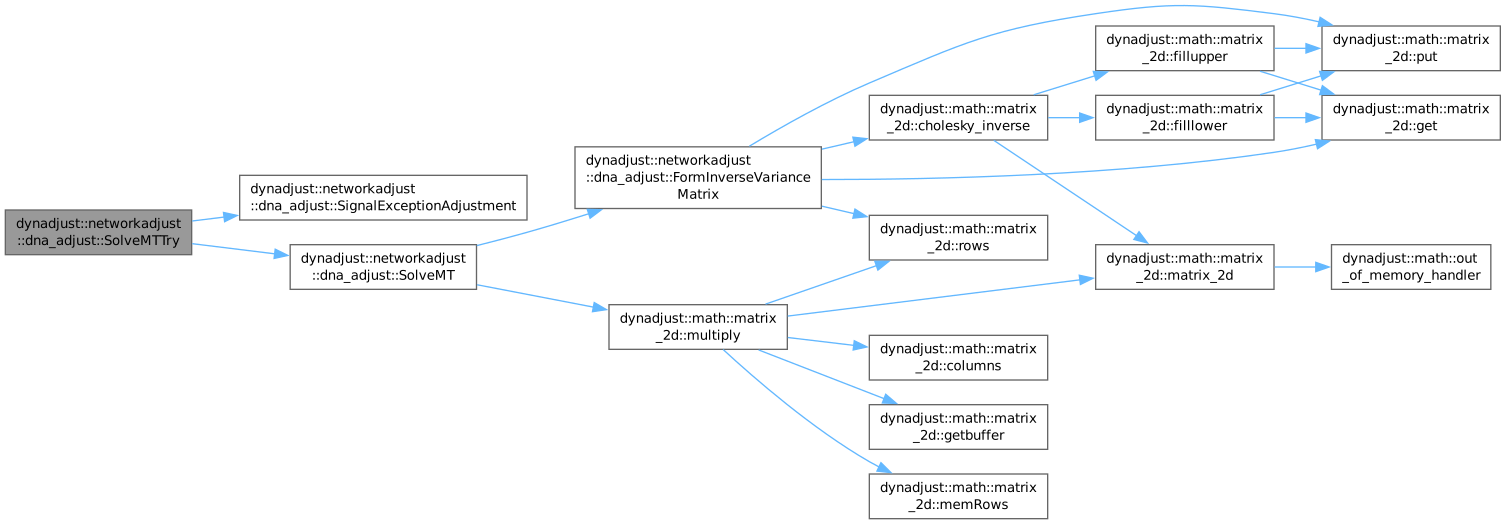 dynadjust::networkadjust
::dna_adjust::SolveMTTry
dynadjust::networkadjust
::dna_adjust::SignalExceptionAdjustment
dynadjust::networkadjust
::dna_adjust::SolveMT
dynadjust::networkadjust
::dna_adjust::FormInverseVariance
Matrix
dynadjust::math::matrix
_2d::multiply
dynadjust::math::matrix
_2d::cholesky_inverse
dynadjust::math::matrix
_2d::rows
dynadjust::math::matrix
_2d::columns
dynadjust::math::matrix
_2d::getbuffer
dynadjust::math::matrix
_2d::memRows
dynadjust::math::matrix
_2d::fillupper
dynadjust::math::matrix
_2d::filllower
dynadjust::math::matrix
_2d::matrix_2d
dynadjust::math::matrix
_2d::put
dynadjust::math::matrix
_2d::get
dynadjust::math::out
_of_memory_handler